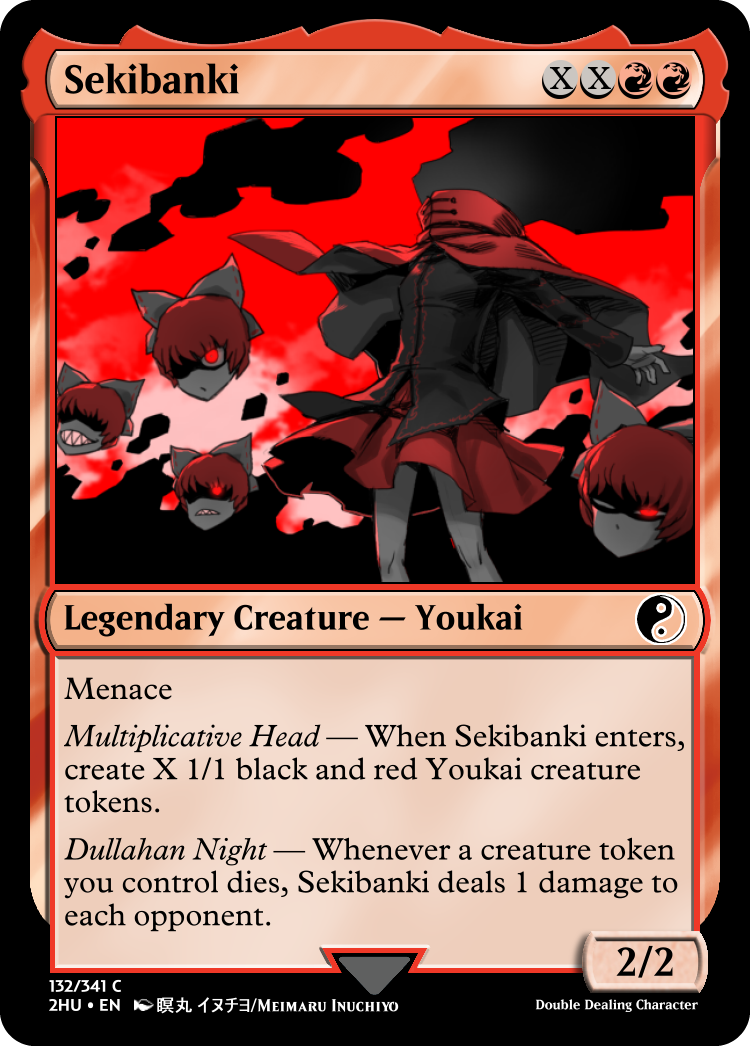 Sekibanki XX
Legendary Creature — Youkai
Menace
Multiplicative Head — When Sekibanki enters,
create X 1/1 black and red Youkai creature
tokens.
Dullahan Night — Whenever a creature token
you control dies, Sekibanki deals 1 damage to
each opponent.
2/2
132/341 C
2HU • EN 瞑丸 イヌチヨ/Meimaru Inuchiyo
Double Dealing Character